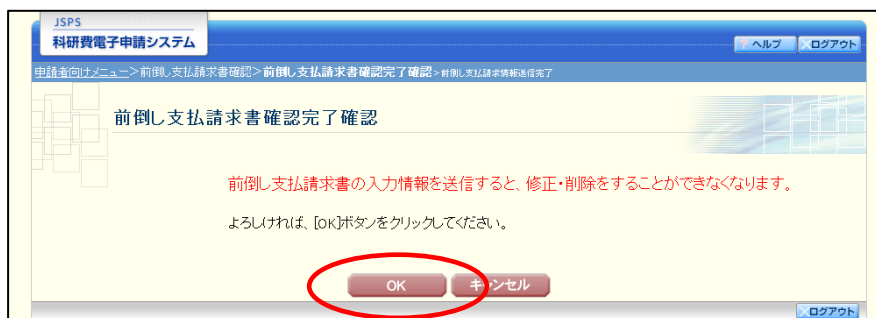 JSPS
科研費電子申請システム
ヘルプ ログアウト
申請者向けメニュー>前倒し支払請求書確認>前倒し支払請求書確認完了確認>前倒し支払請求情報送信完了
前倒し支払請求書確認完了確認
前倒し支払請求書の入力情報を送信すると、修正・削除をすることができなくなります。
よろしければ、[OK]ボタンをクリックしてください。
OK キャンセル
ログアウト